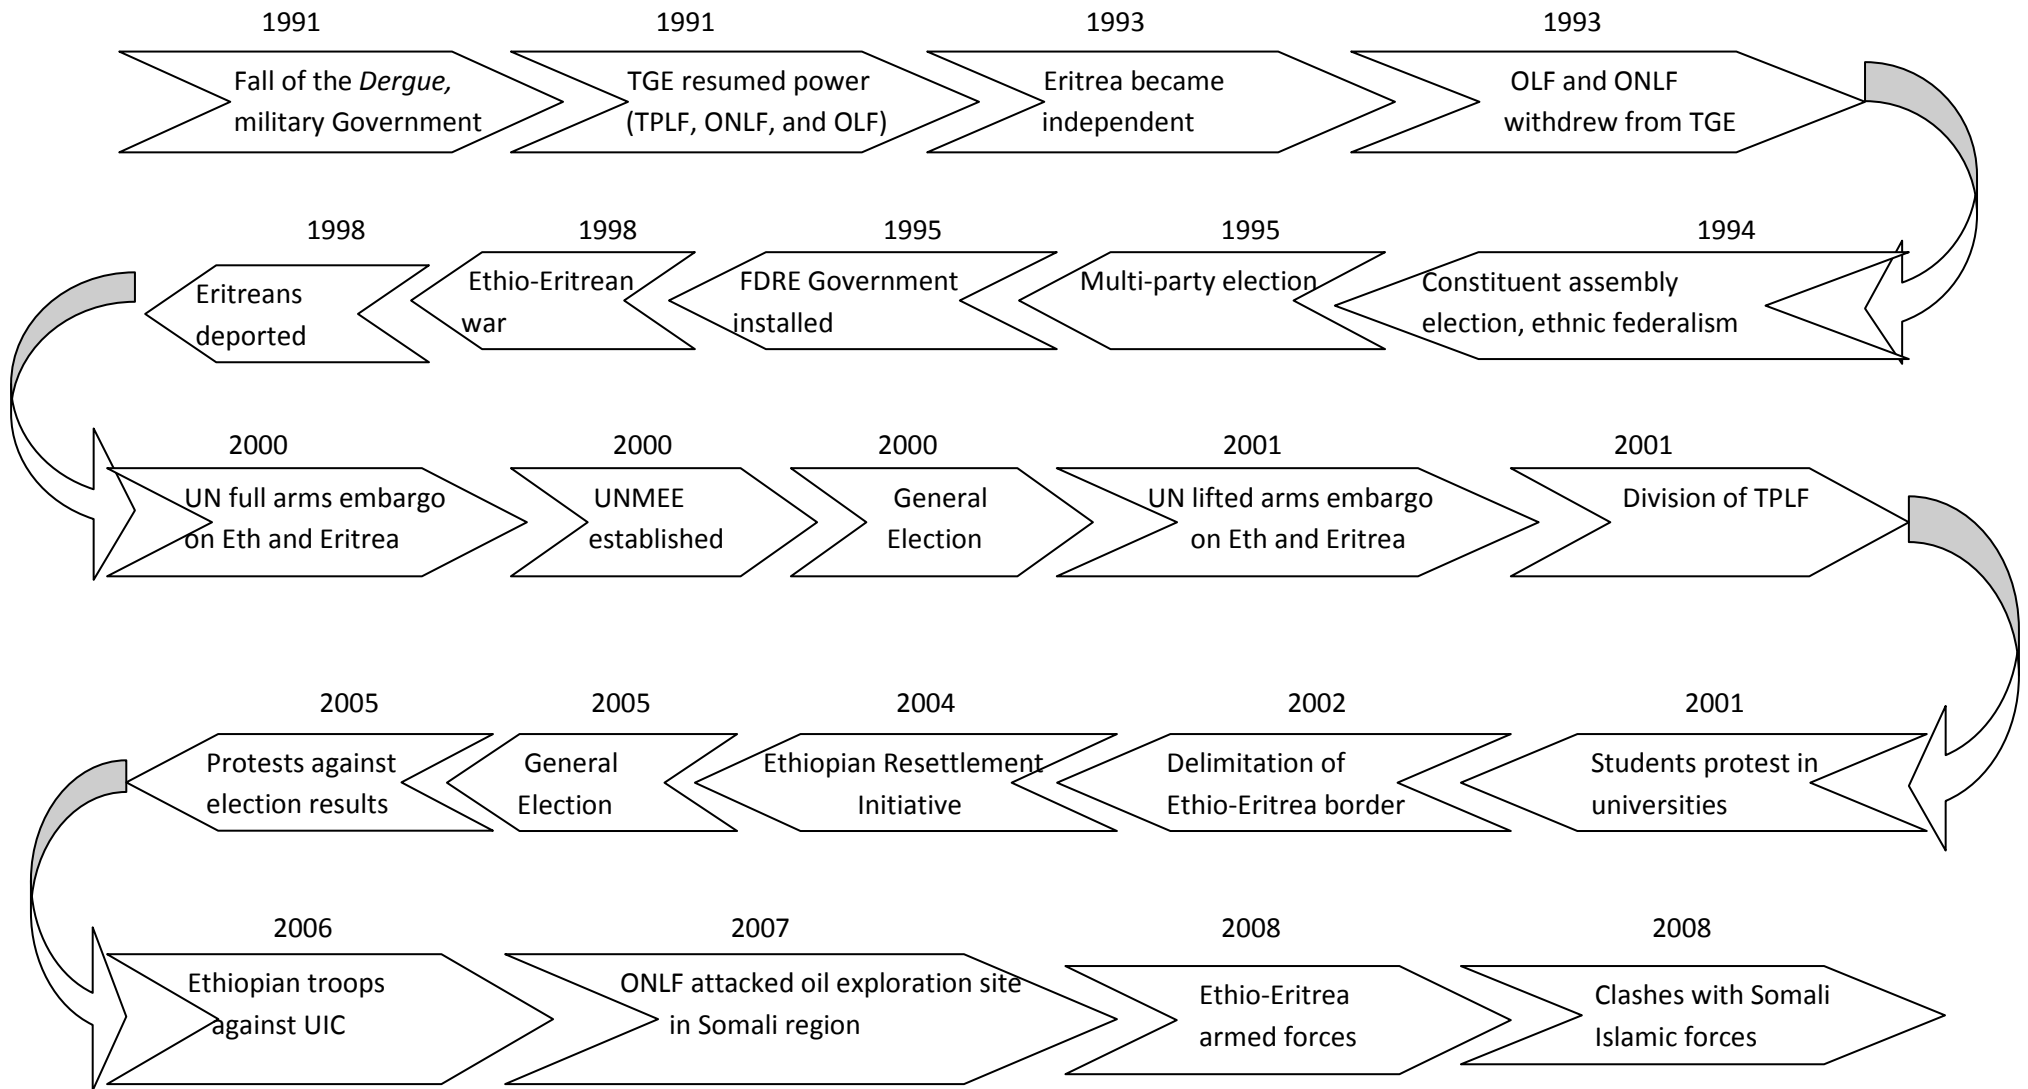 1991
Fall of the Dergue,
military Government
1991
TGE resumed power
(TPLF, ONLF, and OLF)
1993
Eritrea became
independent
1993
OLF and ONLF
withdrew from TGE
1994
Constituent assembly
election, ethnic federalism
1995
Multi-party election
1995
FDRE Government
installed
1998
Ethio-Eritrean
war
1998
Eritreans
deported
2000
UN full arms embargo
on Eth and Eritrea
2000
UNMEE
established
2000
General
Election
2001
UN lifted arms embargo
on Eth and Eritrea
2001
Division of TPLF
2001
Students protest in
universities
2002
Delimitation of
Ethio-Eritrea border
2004
Ethiopian Resettlement
Initiative
2005
General
Election
2005
Protests against
election results
2006
Ethiopian troops
against UIC
2007
ONLF attacked oil exploration site
in Somali region
2008
Ethio-Eritrea
armed forces
2008
Clashes with Somali
Islamic forces